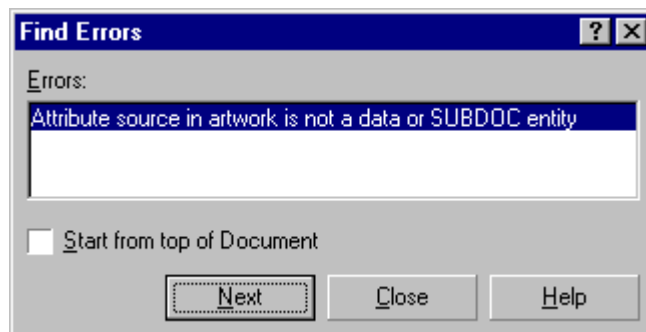 Find Errors
Errors:
Attribute source in artwork is not a data or SUBDOC entity
Start from top of Document
Next Close Help